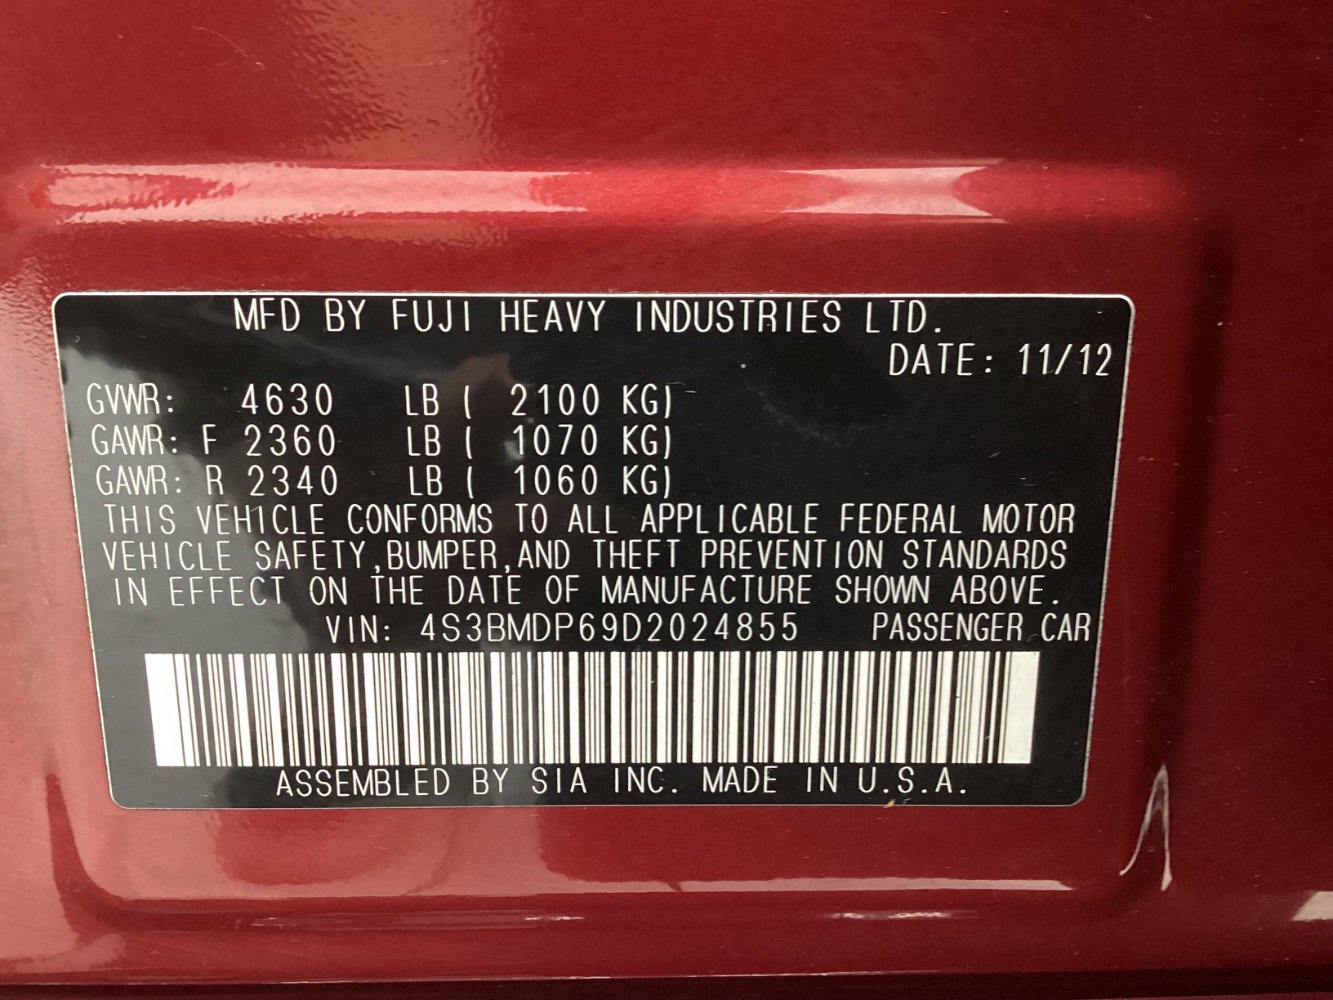 MFD BY FUJI HEAVY INDUSTRIES LTD.
DATE: 11/12
GVWR: 4630 LB ( 2100 KG)
GAWR: F 2360 LB ( 1070 KG)
GAWR: R 2340 LB ( 1060 KG)
THIS VEHICLE CONFORMS TO ALL APPLICABLE FEDERAL MOTOR
VEHICLE SAFETY,BUMPER,AND THEFT PREVENTION STANDARDS
IN EFFECT ON THE DATE OF MANUFACTURE SHOWN ABOVE.
VIN: 4S3BMDP69D2024855 PASSENGER CAR
ASSEMBLED BY SIA INC. MADE IN U.S.A.